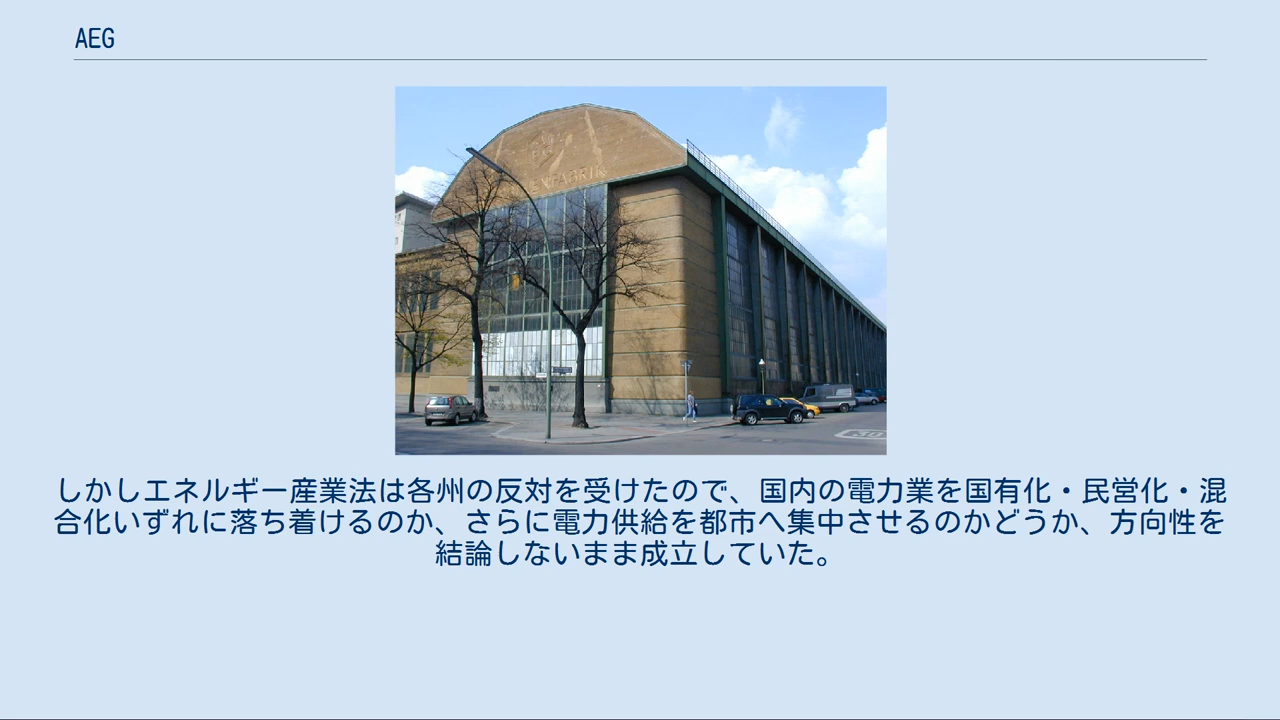 AEG
しかしエネルギー産業法は各州の反対を受けたので、国内の電力業を国有化・民営化・混
合化いずれに落ち着けるのか、さらに電力供給を都市へ集中させるのかどうか、方向性を
結論しないまま成立していた。